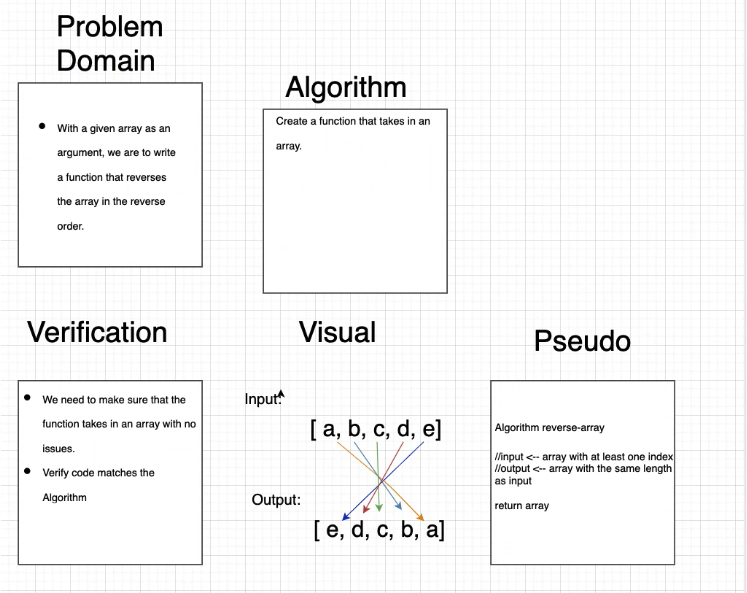 Problem
Domain
With a given array as an
argument, we are to write
a function that reverses
the array in the reverse
order.
Algorithm
Create a function that takes in an
array.
Verification
We need to make sure that the
function takes in an array with no
issues.
Verify code matches the
Algorithm
Visual
Input:
[ a, b, c, d, e]
Output:
[ e, d, c, b, a]
Pseudo
Algorithm reverse-array
//input <-- array with at least one index
//output <-- array with the same length
as input
return array